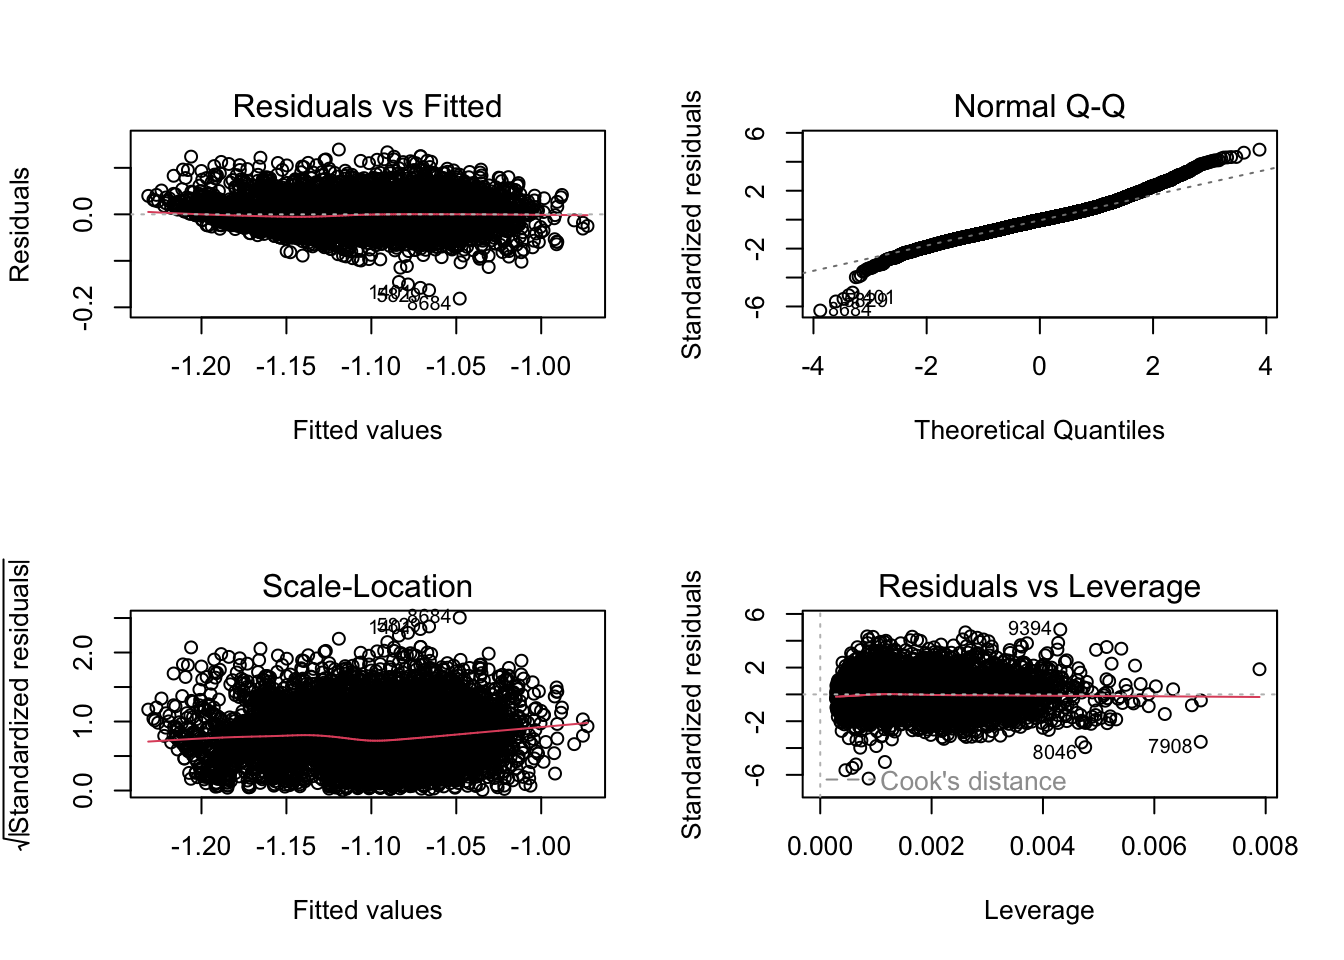 Residuals vs Fitted
Residuals
0.0
-0.2
8684
-1.20 -1.15 -1.10 -1.05 -1.00
Fitted values
Normal Q-Q
Standardized residuals
6
2
-2
-6
8684
-4 -2 0 2 4
Theoretical Quantiles
Scale-Location
√|Standardized residuals|
2.0
1.0
0.0
8684
-1.20 -1.15 -1.10 -1.05 -1.00
Fitted values
Residuals vs Leverage
Standardized residuals
6
2
-2
-6
9394
8046
7908
Cook's distance
0.000 0.002 0.004 0.006 0.008
Leverage